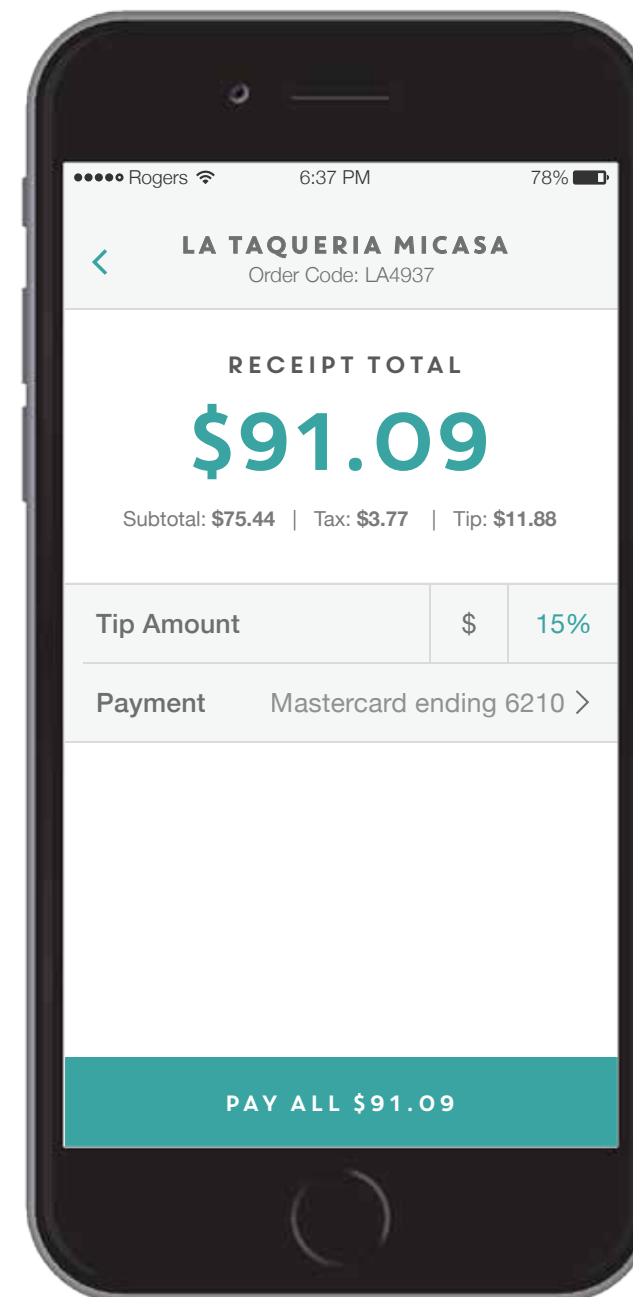 Rogers 6:37 PM 78%
LA TAQUERIA MICASA
Order Code: LA4937
RECEIPT TOTAL
$91.09
Subtotal: $75.44 | Tax: $3.77 | Tip: $11.88
Tip Amount $ 15%
Payment Mastercard ending 6210
PAY ALL $91.09